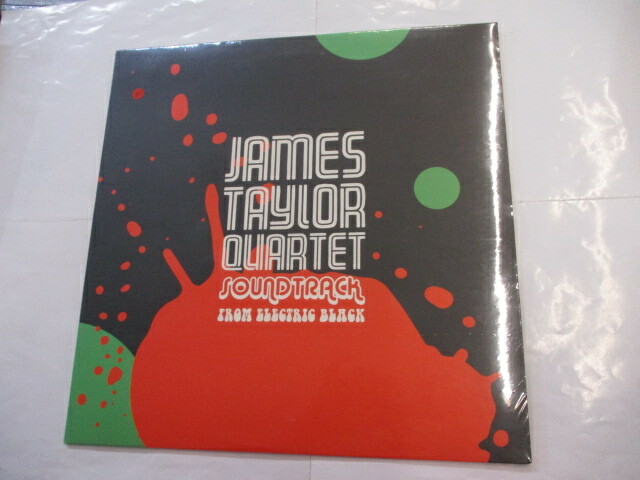 JAMES
TAYLOR
QUARTET
SOUNDTRACK
FROM ELECTRIC BLACK